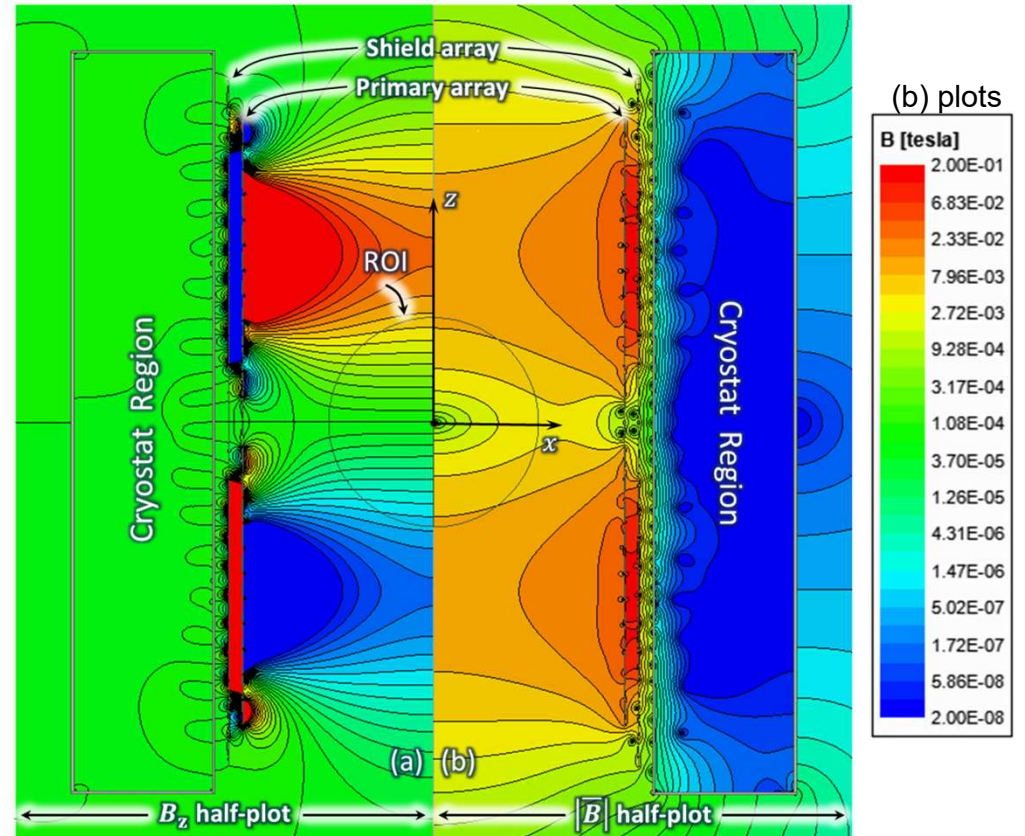 Shield array
Primary array
z
ROI
x
Cryostat Region
Cryostat Region
(a) (b)
B_z half-plot
|B̅| half-plot
(b) plots
B [tesla]
2.00E-01
6.83E-02
2.33E-02
7.96E-03
2.72E-03
9.28E-04
3.17E-04
1.08E-04
3.70E-05
1.26E-05
4.31E-06
1.47E-06
5.02E-07
1.72E-07
5.86E-08
2.00E-08